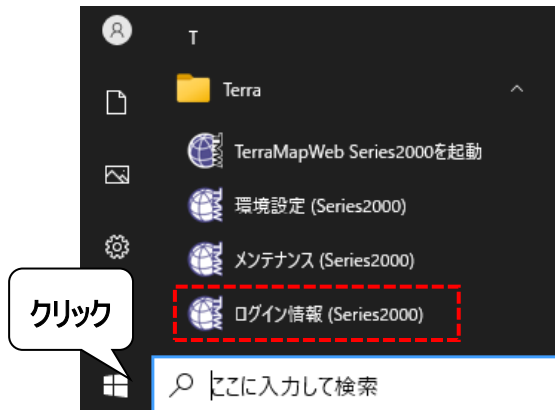 T
Terra
TerraMapWeb Series2000を起動
環境設定 (Series2000)
メンテナンス (Series2000)
ログイン情報 (Series2000)
クリック
ここに入力して検索